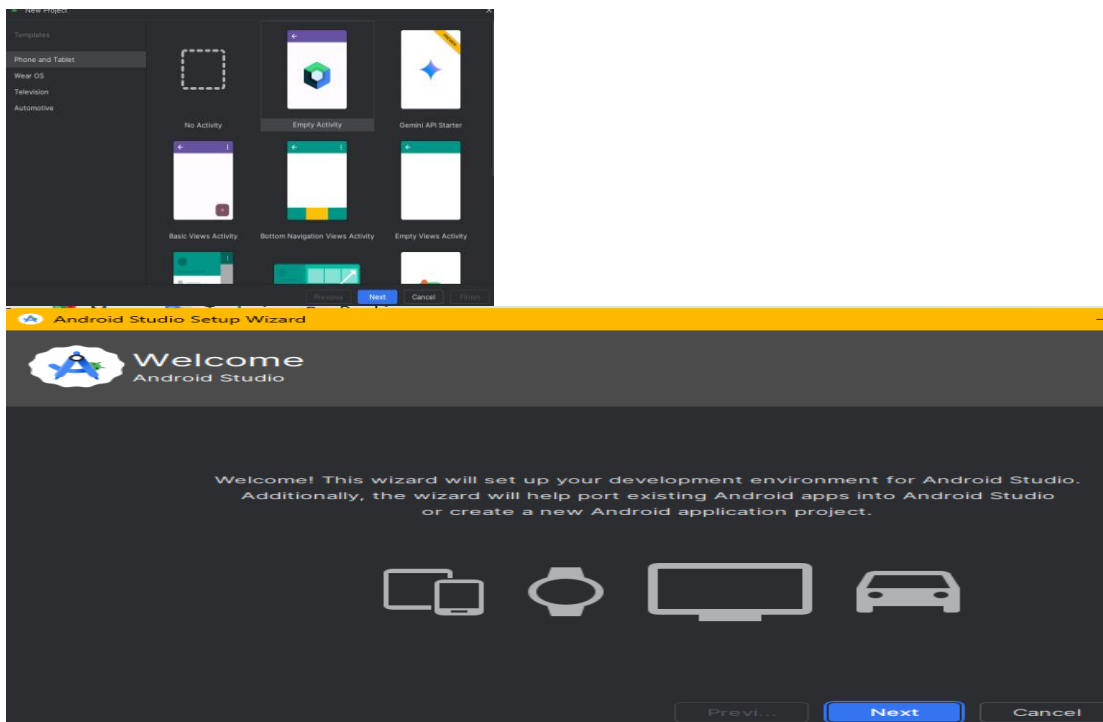 New Project
Templates
Phone and Tablet
Wear OS
Television
Automotive
No Activity
Empty Activity
Gemini API Starter
Basic Views Activity
Bottom Navigation Views Activity
Empty Views Activity
Previous Next Cancel Finish
Android Studio Setup Wizard
Welcome
Android Studio
Welcome! This wizard will set up your development environment for Android Studio.
Additionally, the wizard will help port existing Android apps into Android Studio
or create a new Android application project.
Previ... Next Cancel